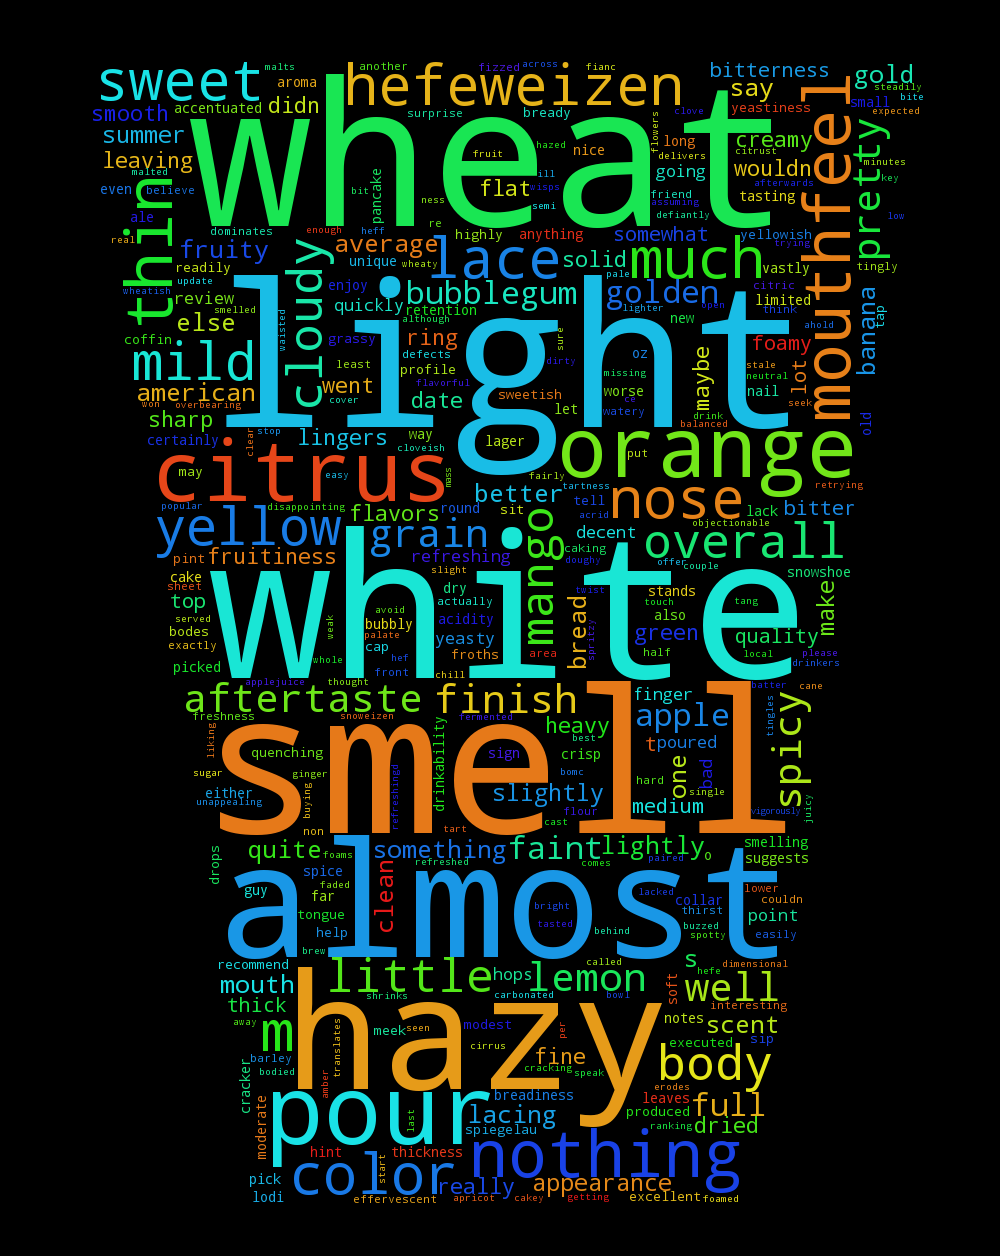 malts another fizzed across fianc
sweet hefeweizen bitterness gold
aroma say steadily
smooth accentuated didn surprise bready clove small bite
yeastiness expected
summer wheat flowers creamy
leaving fruit hazed nice long delivers citrust minutes
malted pancake ill going wouldn pretty
even believe bit flat wisps friend afterwards key
thin ness semi assuming tasting mouthfeel
ale re defiantly low
dominates enough heff highly anything somewhat yellowish
real fruity average lace solid much trying
readily unique wheaty pale vastly tingly
update cloudy enjoy bubblegum golden citric
wheatish review quickly retention lighter open think limited banana tap
smelled else although new ahold
coffin waisted grassy ring defects sure oz dirty foamy
mild least profile missing neutral stale
american went cover flavorful sweetish worse maybe lot nail
won overbearing date let watery ce drink seek
sharp light orange balanced old
certainly clear stop lingers way lager put
citrus cloveish fairly
may easy mass better tartness nose retrying
popular disappointing flavors round sit tell lack bitter
yellow grain acrid decent objectionable overall
pint fruitiness refreshing mango caking
cake slight doughy offer couple snowshoe
sheet white dry twist stands
top avoid actually bread touch tang make
served bubbly acidity also
bodes weak palate yeasty spritzy green quality
exactly cap froths area half local please
picked whole hef front drinkers
applejuice thought chill batter cane
aftertaste finish finger spicy
freshness snoweizen fermented heavy apple tingles
liking quenching drinkability sign best crisp t poured
sugar ginger smell bomc hard one bad
either buying refreshingd slightly single
unappealing flour medium vigorously juicy
non tart cast
drops quite foams something faint lightly o smelling
refreshed comes paired suggests
guy spice clean lacked lower
faded almost collar couldn
far bright thirst
tongue tasted buzzed point
help behind spotty easily
brew called s dimensional
recommend little hops lemon hefe
mouth shrinks carbonated bowl soft well interesting
thick hazy notes
away m meek seen modest per scent
translates cirrus executed sip
barley fine body
bodied cracking speak
cracker amber breadiness erodes
pour leaves full
moderate last lacing produced
spiegelau ranking dried
hint thickness nothing
pick start appearance
color really
lodi effervescent apricot cakey getting excellent foamed